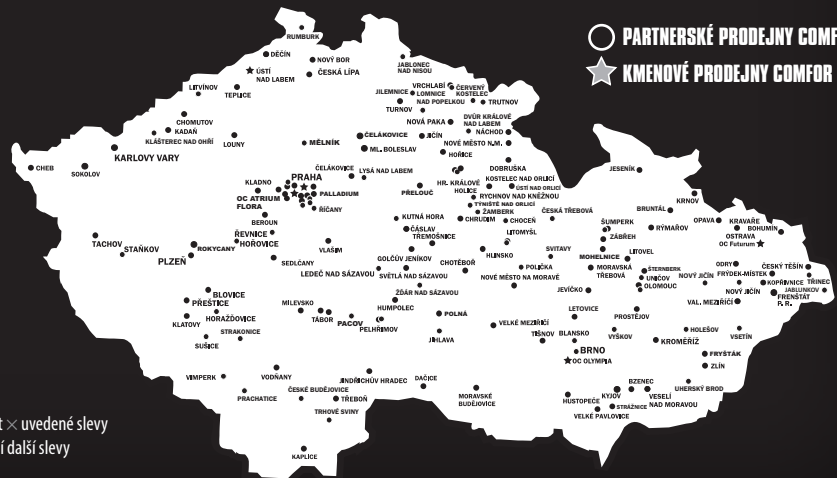 PARTNERSKÉ PRODEJNY COMF
KMENOVÉ PRODEJNY COMFOR
RUMBURK
DĚČÍN
NOVÝ BOR
ÚSTÍ
NAD LABEM
ČESKÁ LÍPA
JABLONEC
NAD NISOU
LITVÍNOV
TEPLICE
JILEMNICE
VRCHLABÍ
LOMNICE
NAD POPELKOU
ČERVENÝ
KOSTELEC
TRUTNOV
TURNOV
CHOMUTOV
KADAŇ
KLÁŠTEREC NAD OHŘÍ
LOUNY
NOVÁ PAKA
DVŮR KRÁLOVÉ
NAD LABEM
NÁCHOD
ČELÁKOVICE
JIČÍN
MĚLNÍK
ML. BOLESLAV
NOVÉ MĚSTO N.M.
HOŘICE
KARLOVY VARY
CHEB
SOKOLOV
ČELÁKOVICE
LYSÁ NAD LABEM
DOBRUŠKA
JESENÍK
PRAHA
KLADNO
PALLADIUM
OC ATRIUM
FLORA
ŘÍČANY
PŘELOUČ
HR. KRÁLOVÉ
HOLICE
KOSTELEC NAD ORLICÍ
ÚSTÍ NAD ORLICÍ
RYCHNOV NAD KNĚŽNOU
TÝNIŠTĚ NAD ORLICÍ
ŽAMBERK
KRNOV
BRUNTÁL
BEROUN
KUTNÁ HORA
CHRUDIM
CHOCEŇ
ČESKÁ TŘEBOVÁ
ŠUMPERK
RÝMAŘOV
OPAVA
KRAVAŘE
BOHUMÍN
OSTRAVA
OC Futurum
ŘEVNICE
HOŘOVICE
TACHOV
STAŇKOV
ROKYCANY
PLZEŇ
VLAŠIM
ČÁSLAV
TŘEMOŠNICE
LITOMYŠL
ZÁBŘEH
GOLČŮV JENÍKOV
CHOTĚBOŘ
HLINSKO
SVITAVY
MOHELNICE
LITOVEL
SEDLČANY
LEDEČ NAD SÁZAVOU
SVĚTLÁ NAD SÁZAVOU
POLIČKA
MORAVSKÁ
TŘEBOVÁ
ŠTERNBERK
UNIČOV
OLOMOUC
ODRY
NOVÝ JIČÍN
FRÝDEK-MÍSTEK
ČESKÝ TĚŠÍN
KOPŘIVNICE
TŘINEC
JABLUNKOV
NOVÝ JIČÍN
FRENŠTÁT
P. R.
NOVÉ MĚSTO NA MORAVĚ
JEVÍČKO
ŽĎÁR NAD SÁZAVOU
BLOVICE
PŘEŠTICE
MILEVSKO
HUMPOLEC
HORAŽĎOVICE
TÁBOR
PACOV
PELHŘIMOV
POLNÁ
LETOVICE
PROSTĚJOV
VAL. MEZIŘÍČÍ
KLATOVY
STRAKONICE
SUŠICE
JIHLAVA
VELKÉ MEZIŘÍČÍ
TIŠNOV
BLANSKO
VYŠKOV
HOLEŠOV
KROMĚŘÍŽ
VSETÍN
BRNO
OC OLYMPIA
FRYŠTÁK
ZLÍN
VIMPERK
VODŇANY
JINDŘICHŮV HRADEC
DAČICE
PRACHATICE
ČESKÉ BUDĚJOVICE
TŘEBOŇ
TRHOVÉ SVINY
MORAVSKÉ
BUDĚJOVICE
HUSTOPEČE
KYJOV
BZENEC
VESELÍ
NAD MORAVOU
UHERSKÝ BROD
STRÁŽNICE
VELKÉ PAVLOVICE
KAPLICE
t × uvedené slevy
í další slevy